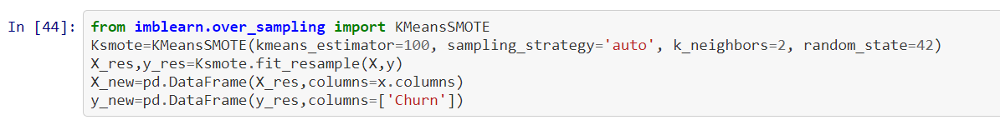 In [44]: from imblearn.over_sampling import KMeansSMOTE
Ksmote=KMeansSMOTE(kmeans_estimator=100, sampling_strategy='auto', k_neighbors=2, random_state=42)
X_res,y_res=Ksmote.fit_resample(X,y)
X_new=pd.DataFrame(X_res,columns=x.columns)
y_new=pd.DataFrame(y_res,columns=['Churn'])